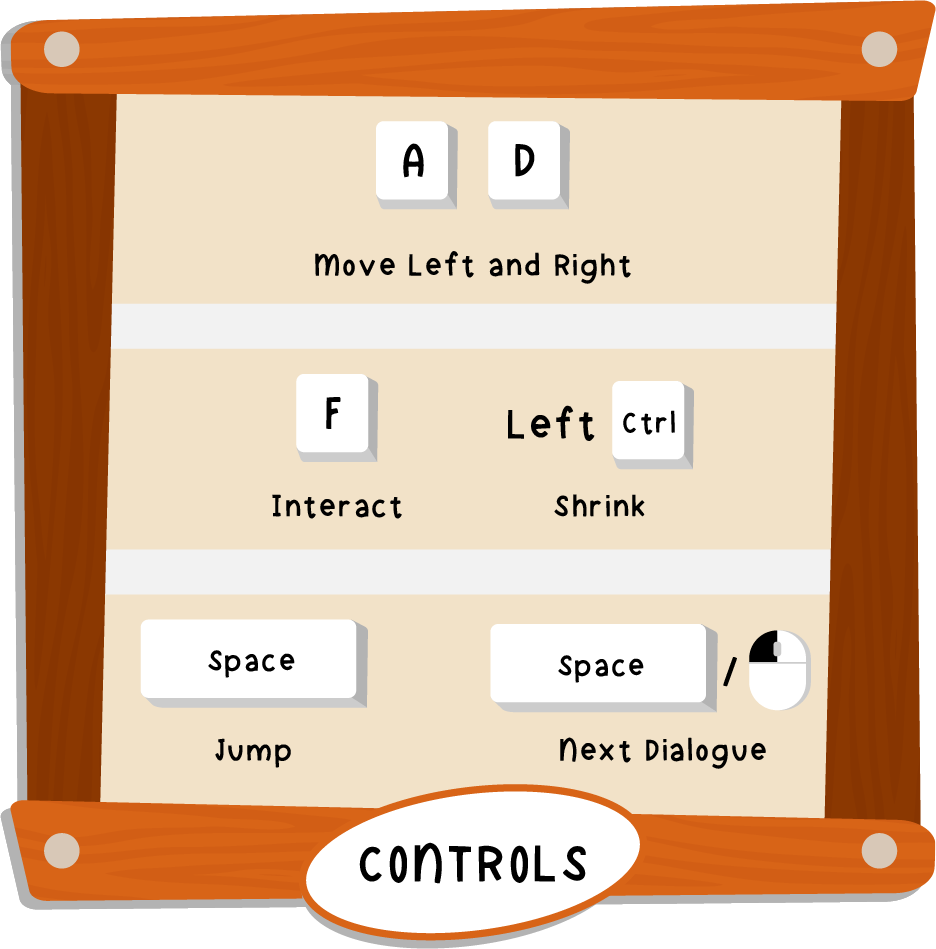 A D
Move Left and Right
F Left Ctrl
Interact Shrink
Space Space /
Jump Next Dialogue
CONTROLS